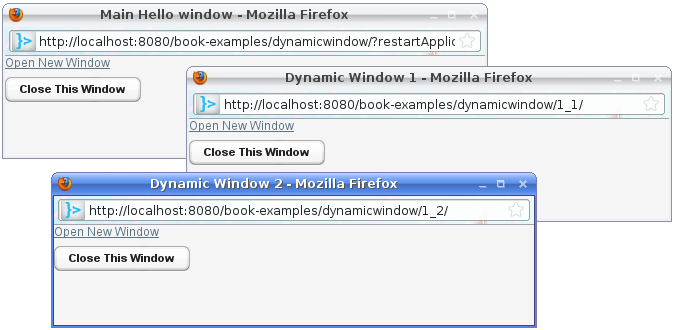 Main Hello window - Mozilla Firefox
http://localhost:8080/book-examples/dynamicwindow/?restartApplic
Open New Window
Close This Window
Dynamic Window 1 - Mozilla Firefox
http://localhost:8080/book-examples/dynamicwindow/1_1/
Open New Window
Close This Window
Dynamic Window 2 - Mozilla Firefox
http://localhost:8080/book-examples/dynamicwindow/1_2/
Open New Window
Close This Window